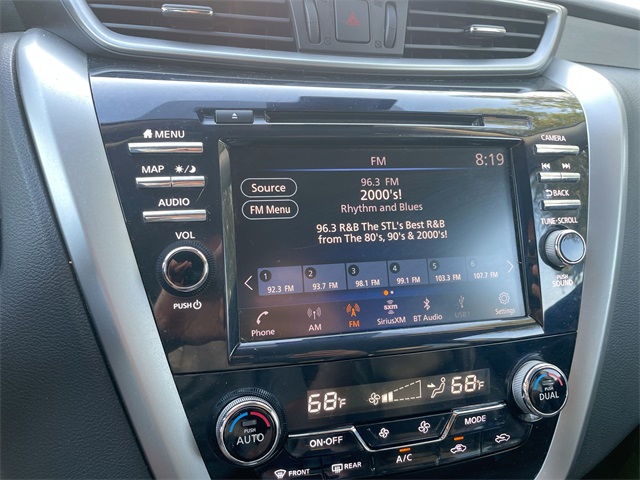 MENU
MAP
AUDIO
VOL
PUSH
FM
8:19
Source
FM Menu
96.3 FM
2000's!
Rhythm and Blues
96.3 R&B The STL's Best R&B
from The 80's, 90's & 2000's!
1 2 3 4 5 6
92.3 FM 93.7 FM 98.1 FM 99.1 FM 103.3 FM 107.7 FM
Phone AM FM SiriusXM BT Audio USB1 Settings
sxm
CAMERA
BACK
TUNE·SCROLL
PUSH
SOUND
68°F 68°F
PUSH
AUTO
ON·OFF
MODE
PUSH
DUAL
FRONT
REAR
A/C